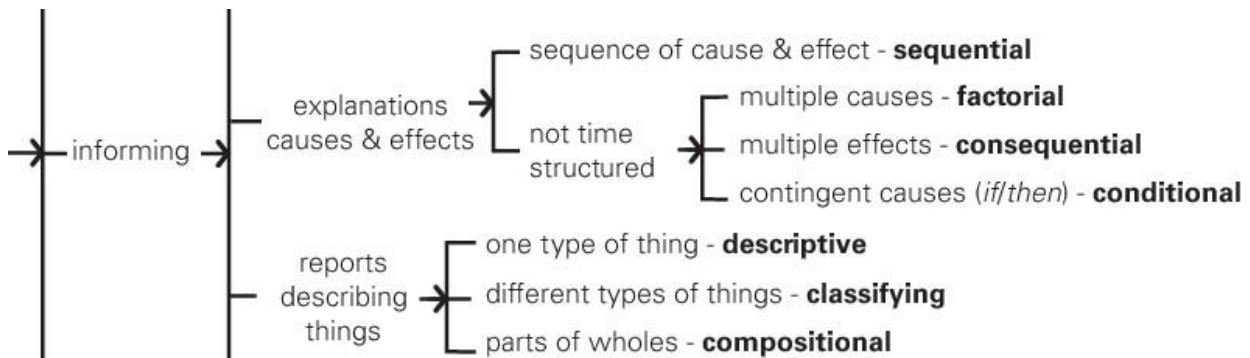 sequence of cause & effect - sequential
explanations
causes & effects
multiple causes - factorial
informing
not time
structured
multiple effects - consequential
contingent causes (if/then) - conditional
reports
describing
things
one type of thing - descriptive
different types of things - classifying
parts of wholes - compositional